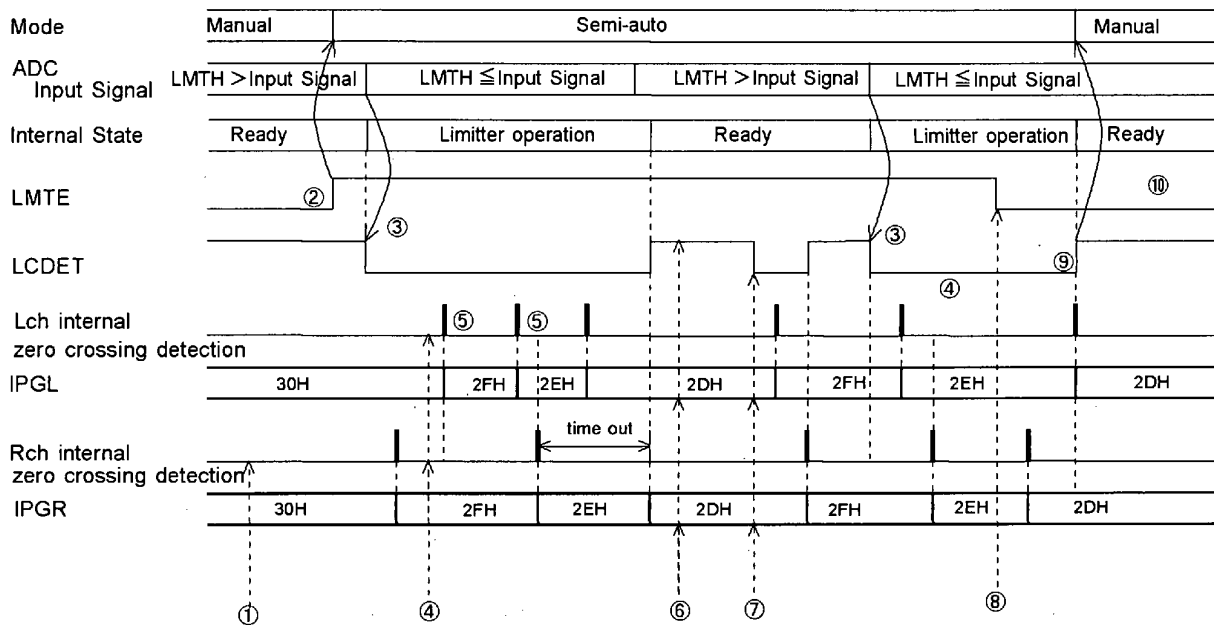 Mode Manual Semi-auto Manual
ADC
Input Signal LMTH > Input Signal LMTH ≦ Input Signal LMTH > Input Signal LMTH ≦ Input Signal
Internal State Ready Limitter operation Ready Limitter operation Ready
LMTE ② ⑩
③ ③
LCDET ⑨
④
Lch internal ⑤ ⑤
zero crossing detection
IPGL 30H 2FH 2EH 2DH 2FH 2EH 2DH
time out
Rch internal
zero crossing detection
IPGR 30H 2FH 2EH 2DH 2FH 2EH 2DH
① ④ ⑥ ⑦ ⑧